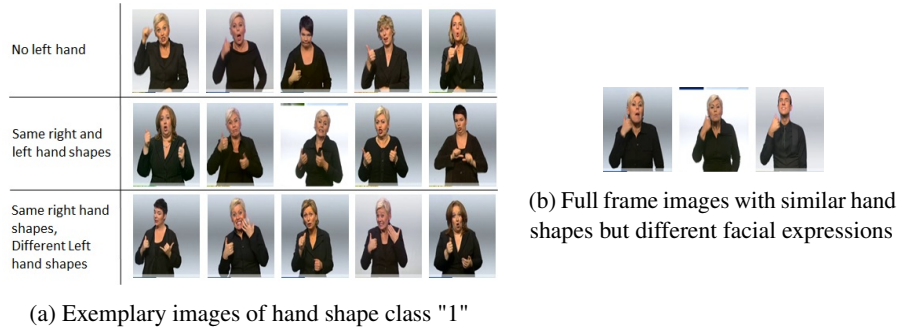 No left hand
Same right and
left hand shapes
Same right hand
shapes,
Different Left
hand shapes
(a) Exemplary images of hand shape class "1"
(b) Full frame images with similar hand
shapes but different facial expressions